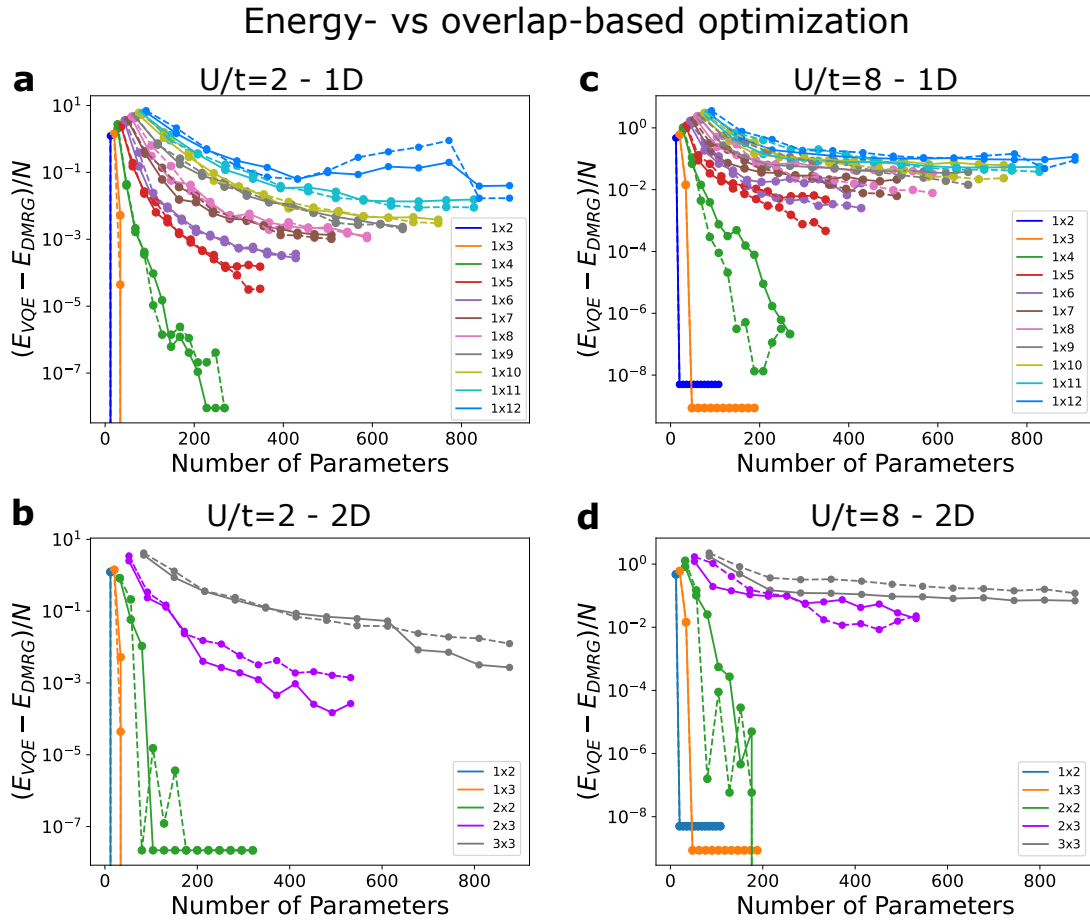 Energy- vs overlap-based optimization
a
U/t=2 - 1D
(E_VQE − E_DMRG)/N
10^1
10^-1
10^-3
10^-5
10^-7
0 200 400 600 800
Number of Parameters
1x2
1x3
1x4
1x5
1x6
1x7
1x8
1x9
1x10
1x11
1x12
c
U/t=8 - 1D
(E_VQE − E_DMRG)/N
10^0
10^-2
10^-4
10^-6
10^-8
0 200 400 600 800
Number of Parameters
1x2
1x3
1x4
1x5
1x6
1x7
1x8
1x9
1x10
1x11
1x12
b
U/t=2 - 2D
(E_VQE − E_DMRG)/N
10^1
10^-1
10^-3
10^-5
10^-7
0 200 400 600 800
Number of Parameters
1x2
1x3
2x2
2x3
3x3
d
U/t=8 - 2D
(E_VQE − E_DMRG)/N
10^0
10^-2
10^-4
10^-6
10^-8
0 200 400 600 800
Number of Parameters
1x2
1x3
2x2
2x3
3x3